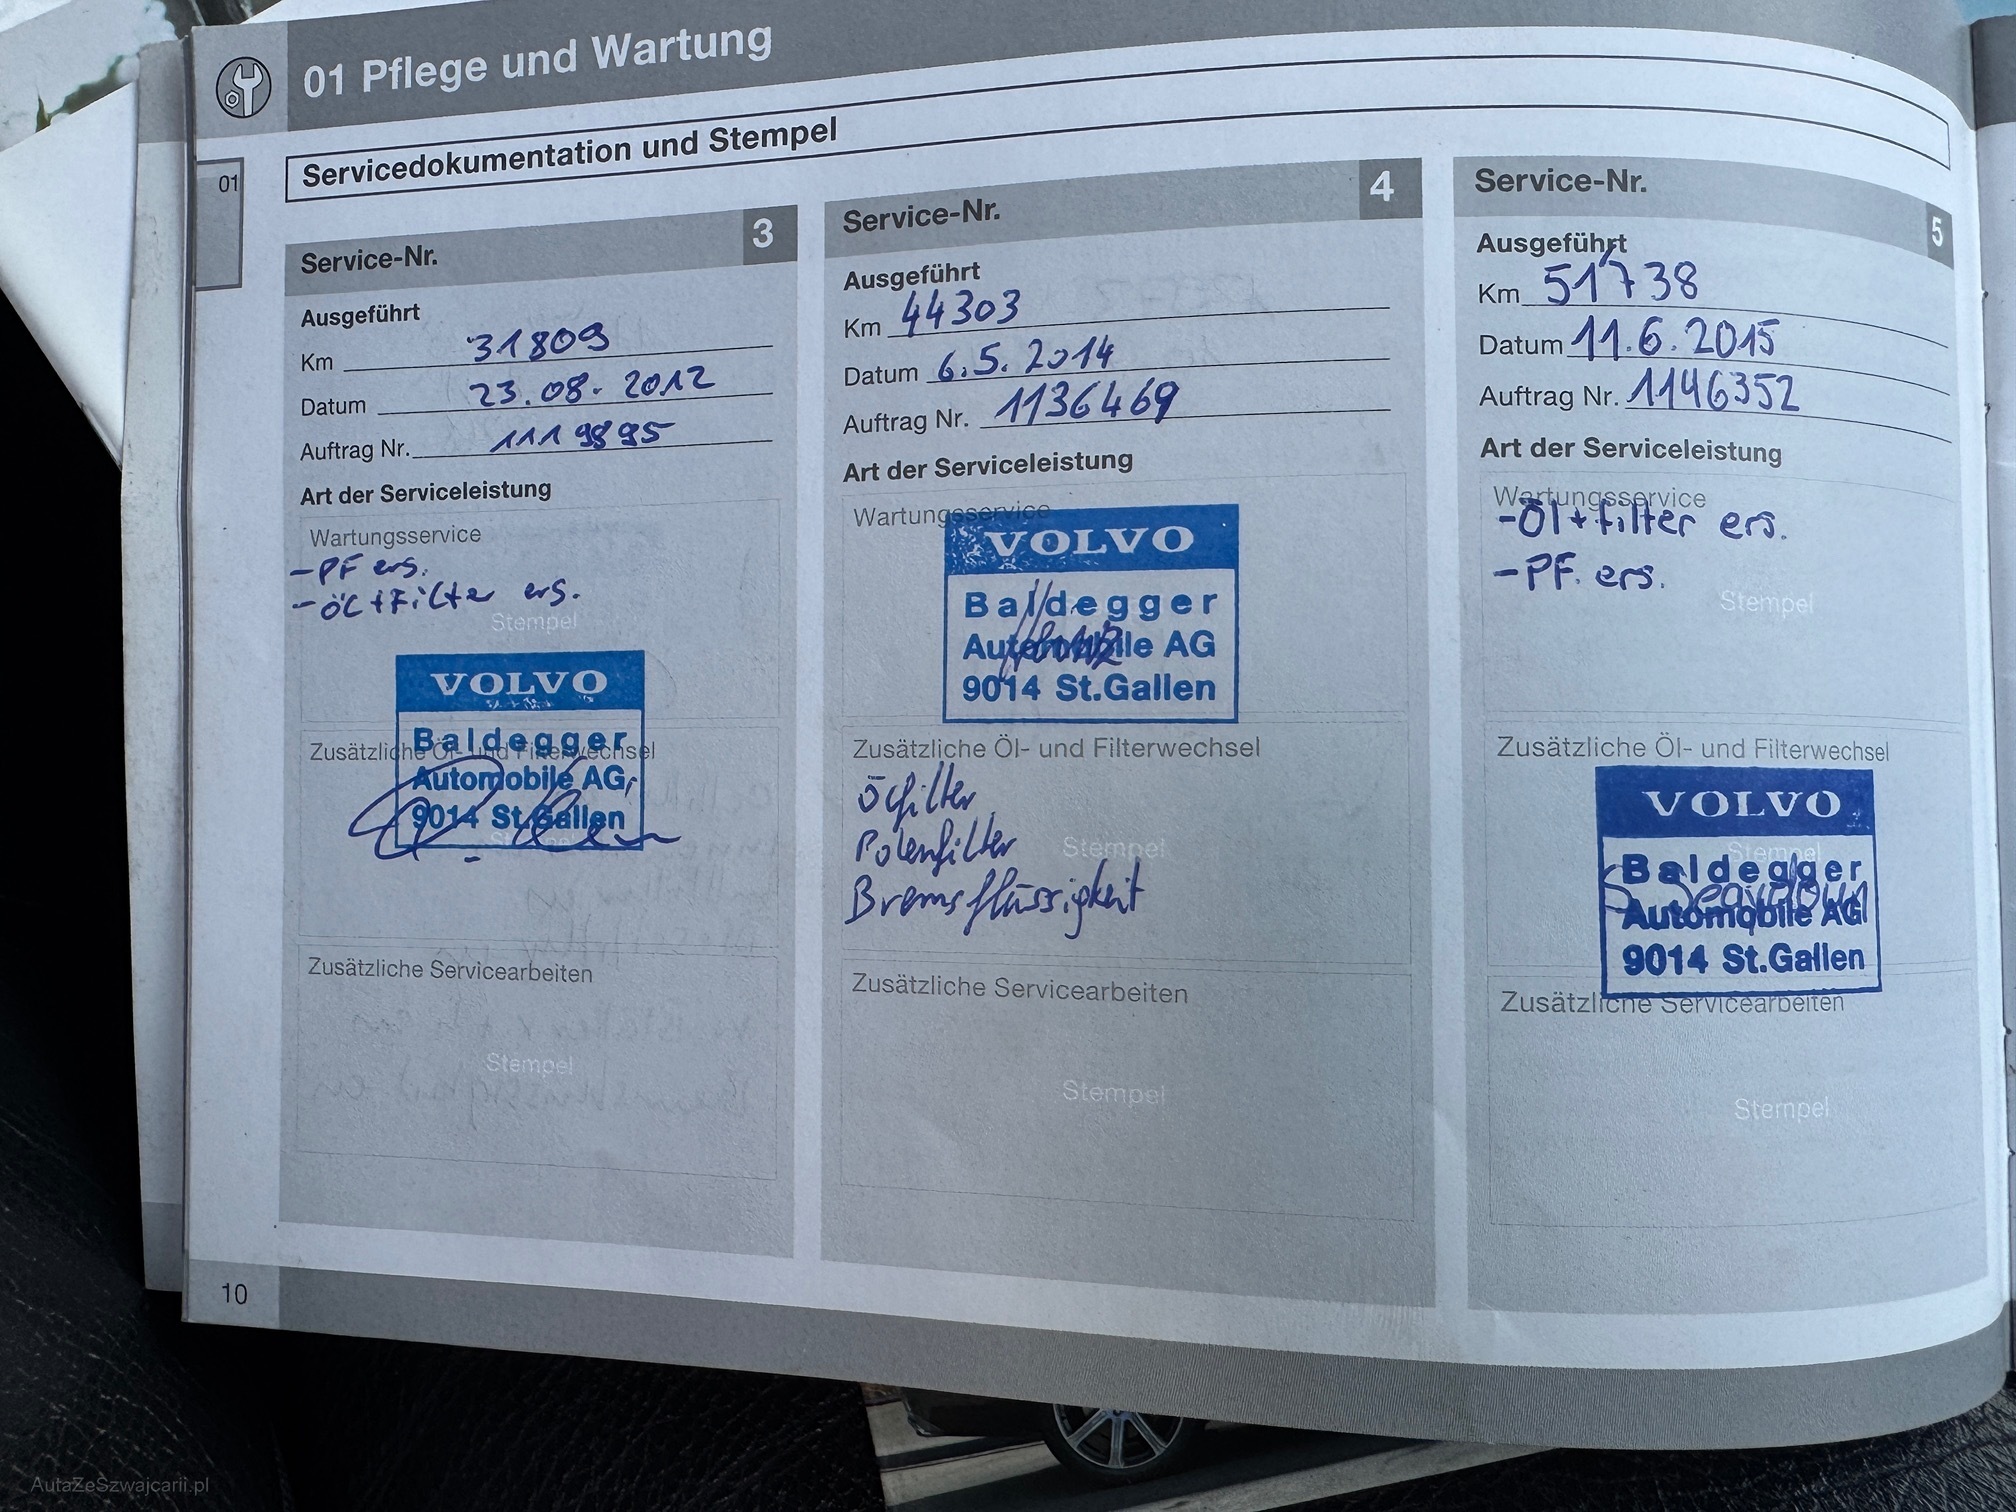 01 Pflege und Wartung
Servicedokumentation und Stempel
01
Service-Nr. 3
Ausgeführt
Km 31809
Datum 23.08.2012
Auftrag Nr. 1119895
Art der Serviceleistung
Wartungsservice
-PF ers.
-ÖL+Filter ers.
Stempel
VOLVO
Baldegger
Automobile AG
9014 St.Gallen
Zusätzliche Öl- und Filterwechsel
Zusätzliche Servicearbeiten
Stempel
Service-Nr. 4
Ausgeführt
Km 44303
Datum 6.5.2014
Auftrag Nr. 1136469
Art der Serviceleistung
Wartungsservice
VOLVO
Baldegger
Automobile AG
9014 St.Gallen
Zusätzliche Öl- und Filterwechsel
Ölfilter
Polenfilter
Stempel
Bremsflüssigkeit
Zusätzliche Servicearbeiten
Stempel
Service-Nr. 5
Ausgeführt
Km 51738
Datum 11.6.2015
Auftrag Nr. 1146352
Art der Serviceleistung
Wartungsservice
-Öl+Filter ers.
-PF. ers.
Stempel
Zusätzliche Öl- und Filterwechsel
VOLVO
Stempel
Baldegger
Automobile AG
9014 St.Gallen
Zusätzliche Servicearbeiten
Stempel
10
AutaZeSzwajcarii.pl